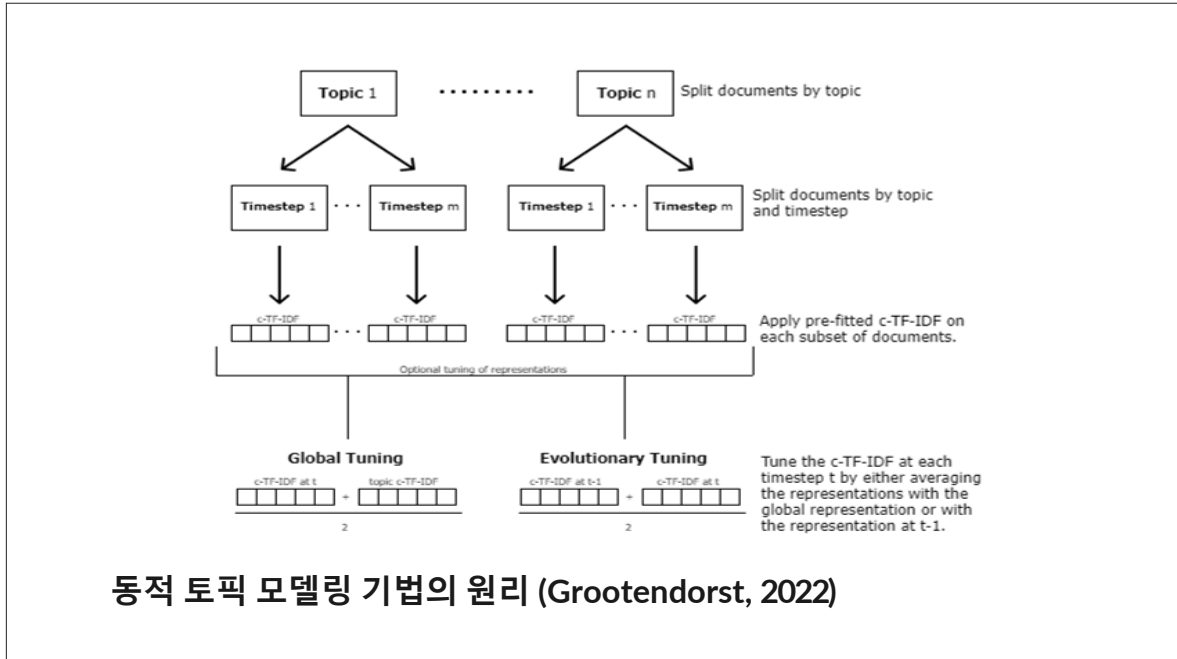 Topic 1 ········· Topic n
Split documents by topic
Timestep 1 ··· Timestep m
Timestep 1 ··· Timestep m
Split documents by topic
and timestep
c-TF-IDF ··· c-TF-IDF
c-TF-IDF ··· c-TF-IDF
Apply pre-fitted c-TF-IDF on
each subset of documents.
Optional tuning of representations
Global Tuning
c-TF-IDF at t + topic c-TF-IDF
2
Evolutionary Tuning
c-TF-IDF at t-1 + c-TF-IDF at t
2
Tune the c-TF-IDF at each
timestep t by either averaging
the representations with the
global representation or with
the representation at t-1.
동적 토픽 모델링 기법의 원리 (Grootendorst, 2022)